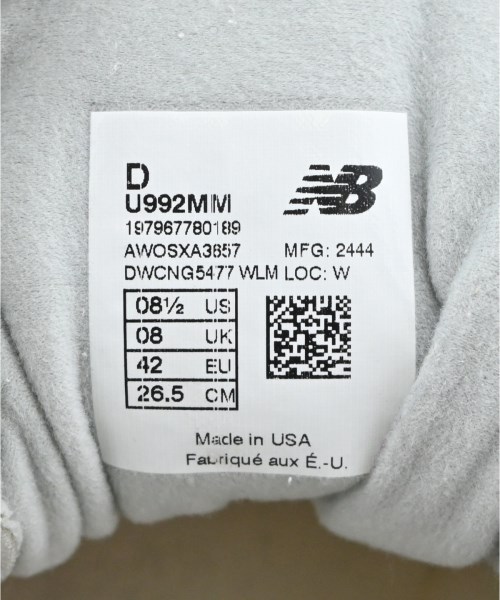 D
NB
U992MM
197967780189
AWOSXA3657 MFG: 2444
DWCNG5477 WLM LOC: W
08½ US
08 UK
42 EU
26.5 CM
Made in USA
Fabriqué aux É.-U.